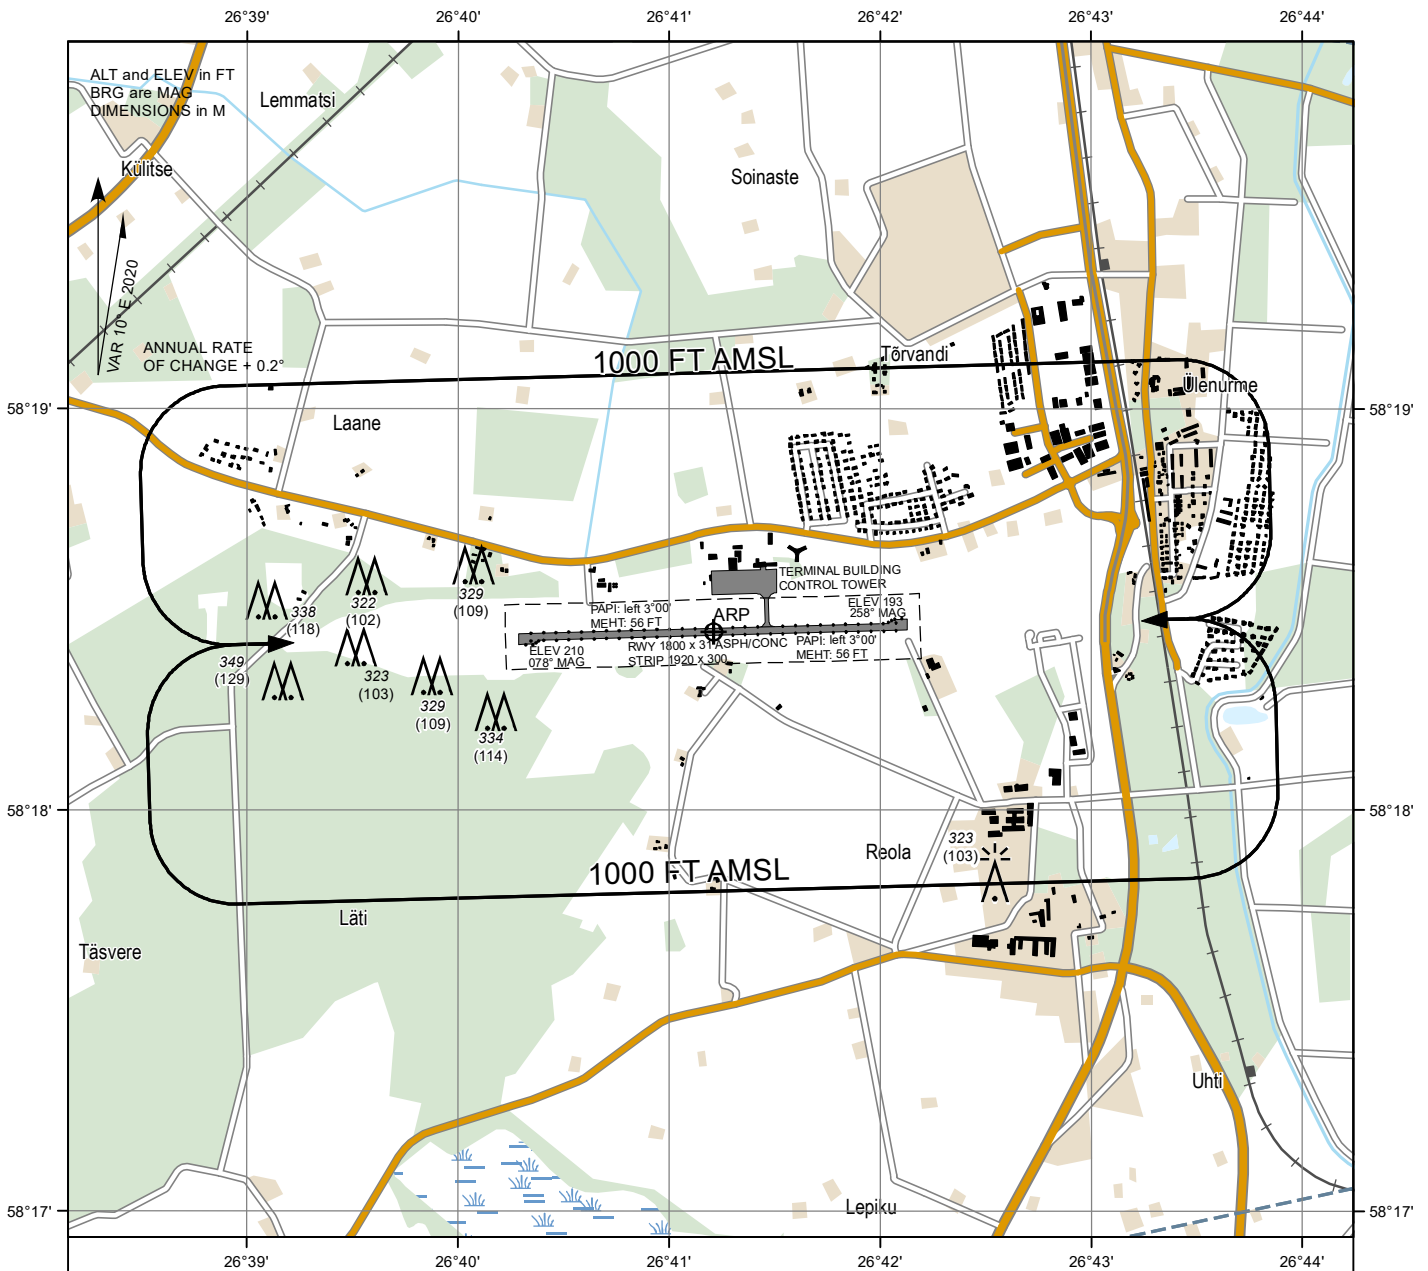 26°39'
26°40'
26°41'
26°42'
26°43'
26°44'
ALT and ELEV in FT
BRG are MAG
DIMENSIONS in M
Lemmatsi
Külitse
Soinaste
VAR 10° E 2020
ANNUAL RATE
OF CHANGE + 0.2°
1000 FT AMSL
Tõrvandi
Ülenurme
58°19'
58°19'
Laane
338
(118)
322
(102)
329
(109)
349
(129)
323
(103)
329
(109)
334
(114)
TERMINAL BUILDING
CONTROL TOWER
PAPI: left 3°00'
MEHT: 56 FT
ARP
ELEV 193
258° MAG
ELEV 210
078° MAG
RWY 1800 x 31 ASPH/CONC
STRIP 1920 x 300
PAPI: left 3°00'
MEHT: 56 FT
58°18'
58°18'
Reola
323
(103)
1000 FT AMSL
Läti
Täsvere
Uhti
Lepiku
58°17'
58°17'
26°39'
26°40'
26°41'
26°42'
26°43'
26°44'